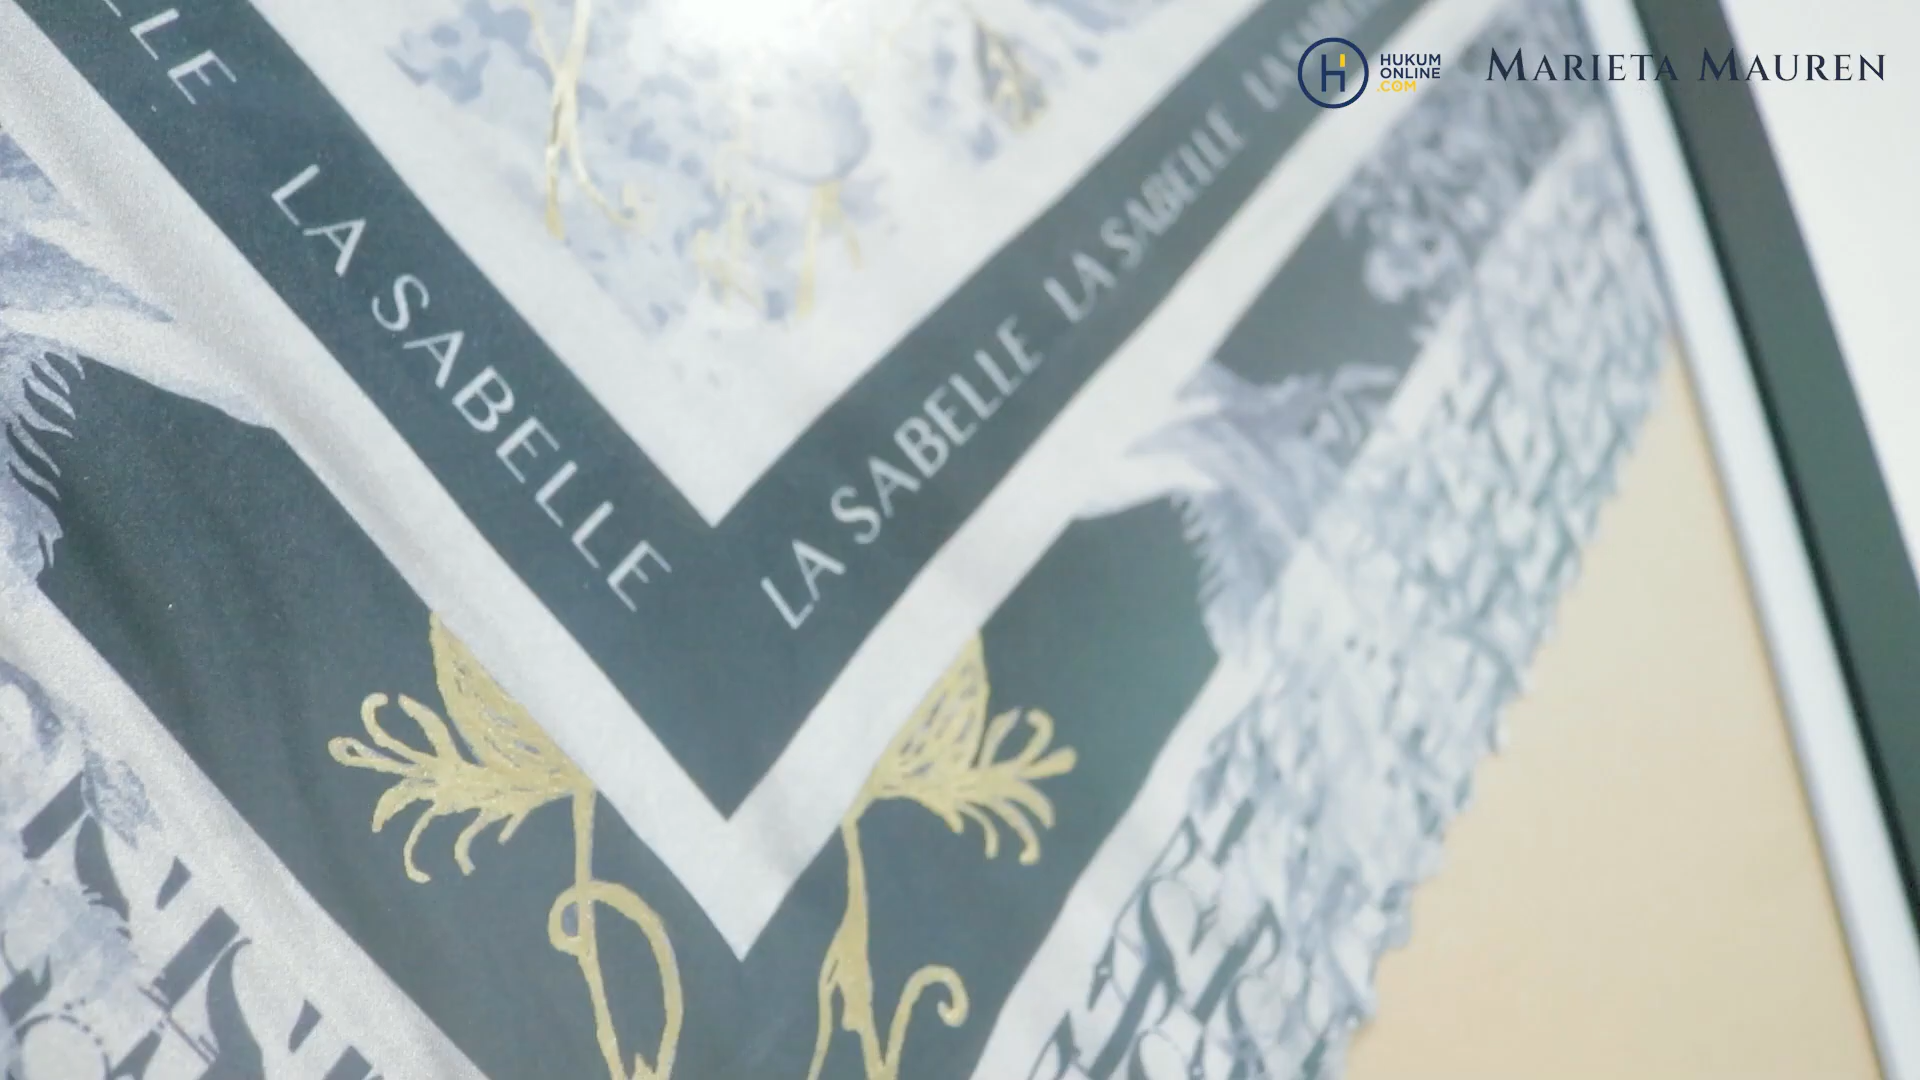 HUKUM
ONLINE
.COM
MARIETA MAUREN
LLE
LA SABELLE
LA SABELLE
LA SABELLE